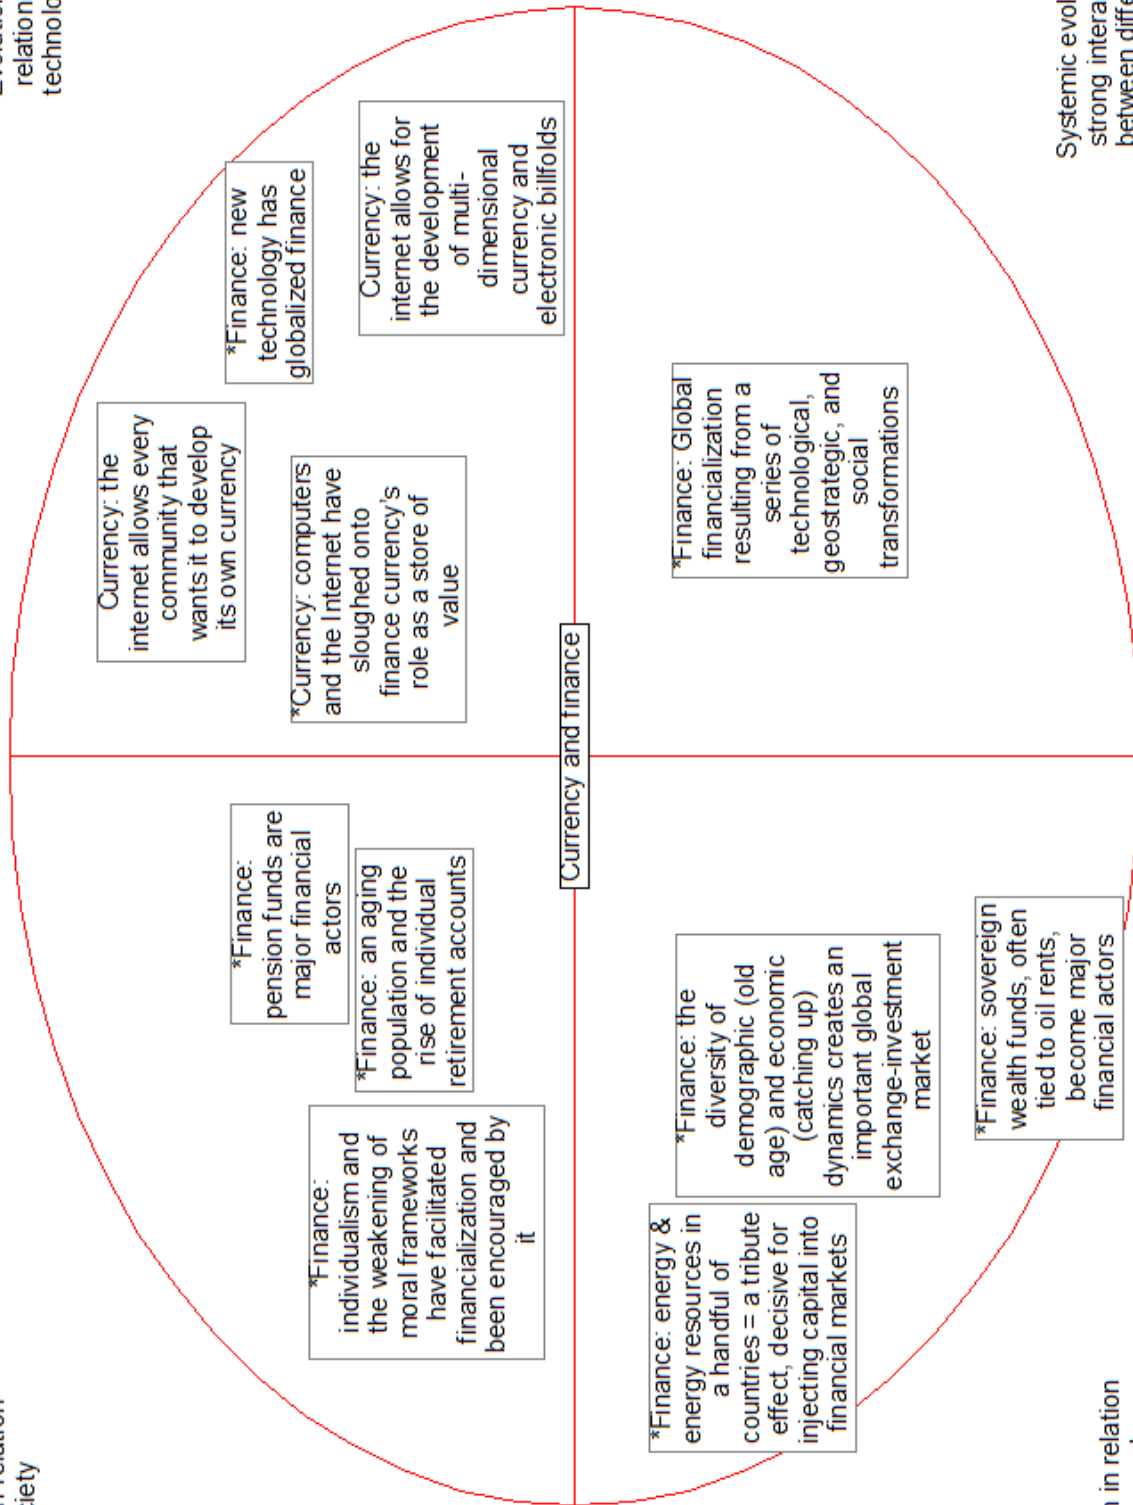 relation
iety
relation
technolo
Currency: the
internet allows every
community that
wants it to develop
its own currency
*Finance: new
technology has
globalized finance
*Finance:
pension funds are
major financial
actors
*Currency: computers
and the Internet have
sloughed onto
finance currency's
role as a store of
value
*Finance:
individualism and
the weakening of
moral frameworks
have facilitated
financialization and
been encouraged by
it
*Finance: an aging
population and the
rise of individual
retirement accounts
Currency: the
internet allows for
the development
of multi-
dimensional
currency and
electronic billfolds
Currency and finance
*Finance: energy &
energy resources in
a handful of
countries = a tribute
effect, decisive for
injecting capital into
financial markets
*Finance: the
diversity of
demographic (old
age) and economic
(catching up)
dynamics creates an
important global
exchange-investment
market
*Finance: Global
financialization
resulting from a
series of
technological,
geostrategic, and
social
transformations
*Finance: sovereign
wealth funds, often
tied to oil rents,
become major
financial actors
in relation
Systemic evol
strong intera
between diffe